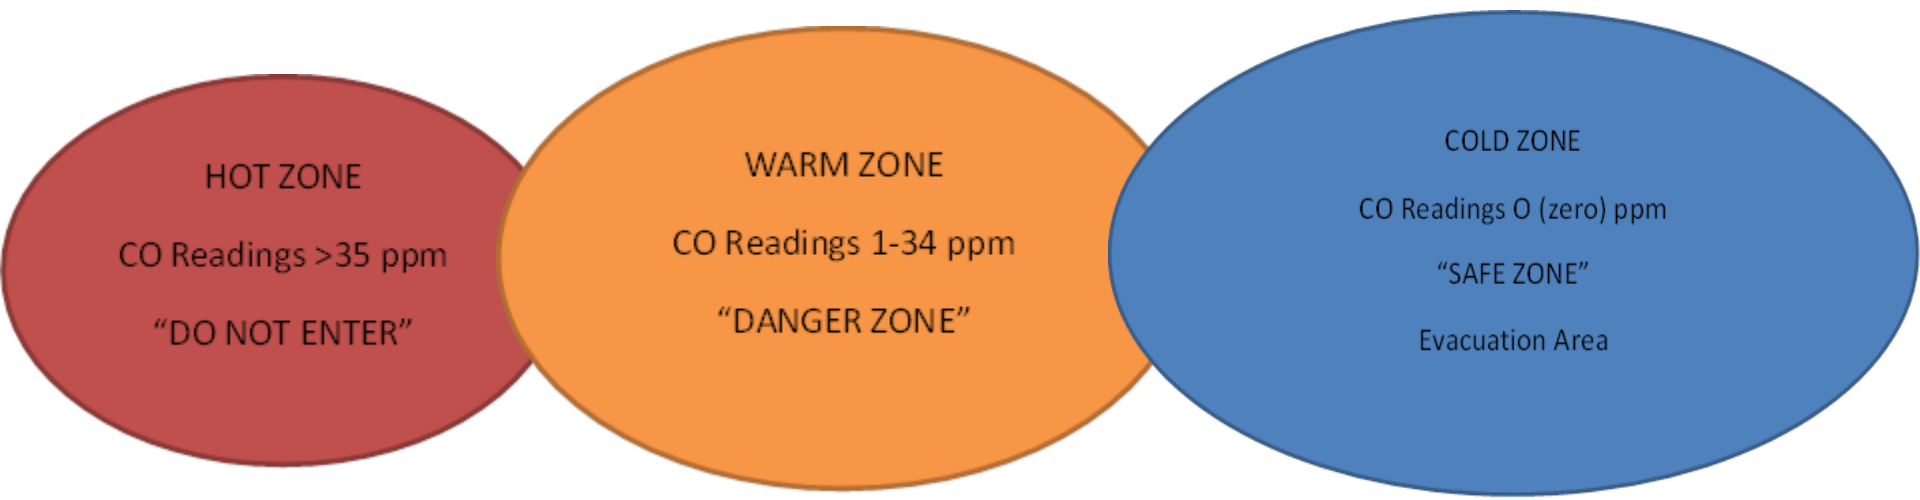 HOT ZONE
CO Readings >35 ppm
“DO NOT ENTER”
WARM ZONE
CO Readings 1-34 ppm
“DANGER ZONE”
COLD ZONE
CO Readings O (zero) ppm
“SAFE ZONE”
Evacuation Area